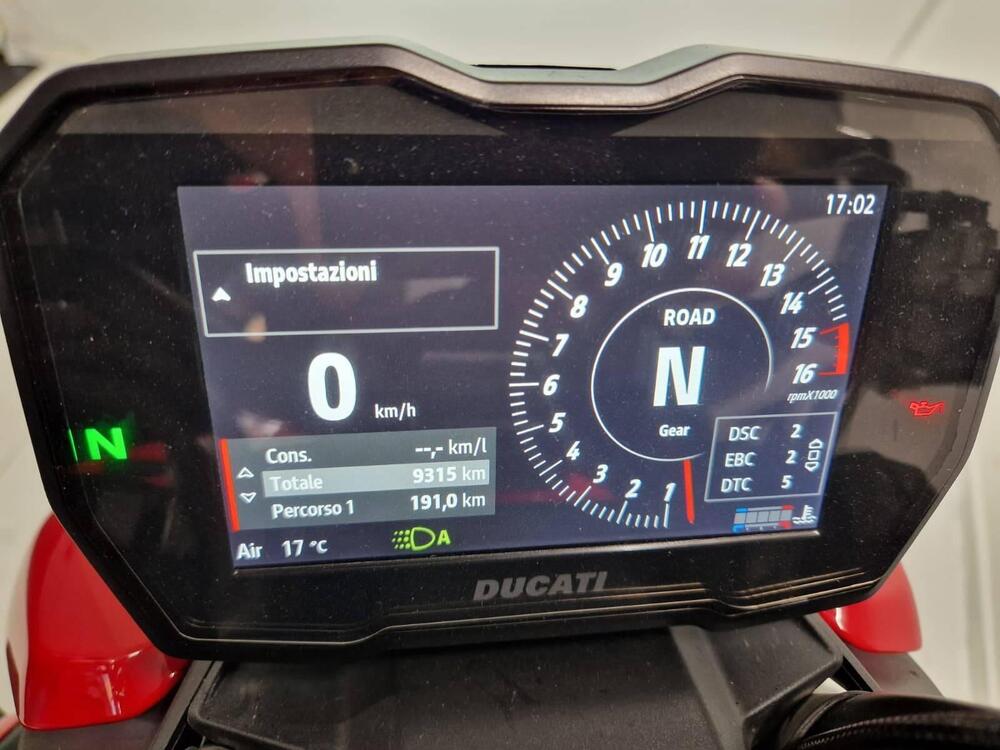 17:02
Impostazioni
0 km/h
Cons. --,- km/l
Totale 9315 km
Percorso 1 191,0 km
Air 17 °C
A
N
1
2
3
4
5
6
7
8
9
10
11
12
13
14
15
16
rpmX1000
ROAD
N
Gear
DSC 2
EBC 2
DTC 5
DUCATI